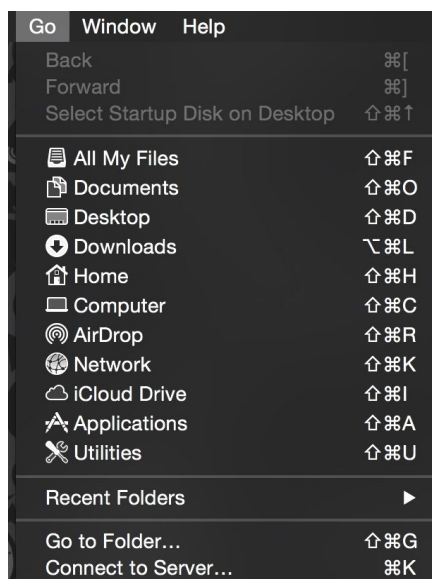 Go Window Help
Back ⌘[
Forward ⌘]
Select Startup Disk on Desktop ⇧⌘↑
All My Files ⇧⌘F
Documents ⇧⌘O
Desktop ⇧⌘D
Downloads ⌥⌘L
Home ⇧⌘H
Computer ⇧⌘C
AirDrop ⇧⌘R
Network ⇧⌘K
iCloud Drive ⇧⌘I
Applications ⇧⌘A
Utilities ⇧⌘U
Recent Folders ▶
Go to Folder… ⇧⌘G
Connect to Server… ⌘K